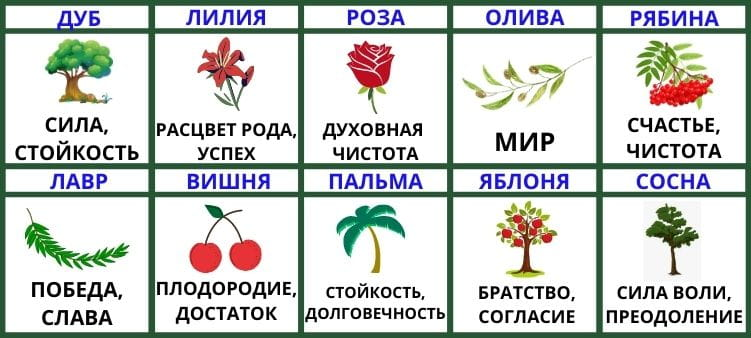 ДУБ
ЛИЛИЯ
РОЗА
ОЛИВА
РЯБИНА
СИЛА,
СТОЙКОСТЬ
РАСЦВЕТ РОДА,
УСПЕХ
ДУХОВНАЯ
ЧИСТОТА
МИР
СЧАСТЬЕ,
ЧИСТОТА
ЛАВР
ВИШНЯ
ПАЛЬМА
ЯБЛОНЯ
СОСНА
ПОБЕДА,
СЛАВА
ПЛОДОРОДИЕ,
ДОСТАТОК
СТОЙКОСТЬ,
ДОЛГОВЕЧНОСТЬ
БРАТСТВО,
СОГЛАСИЕ
СИЛА ВОЛИ,
ПРЕОДОЛЕНИЕ